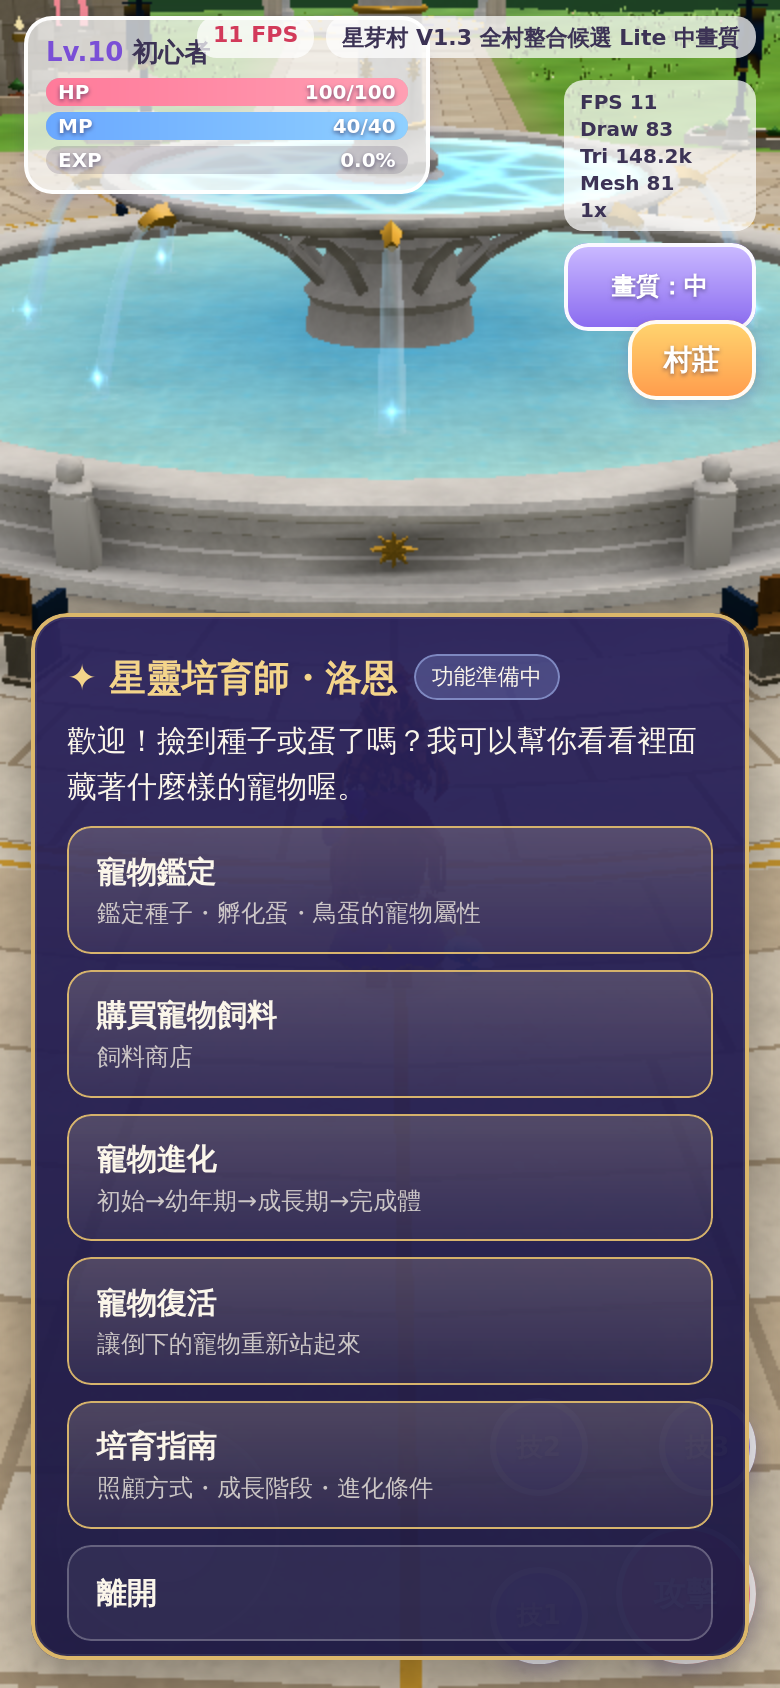 Lv.10 初心者
11 FPS
星芽村 V1.3 全村整合候選 Lite 中畫質
HP 100/100
MP 40/40
EXP 0.0%
FPS 11
Draw 83
Tri 148.2k
Mesh 81
1x
畫質：中
村莊
✦ 星靈培育師・洛恩 功能準備中
歡迎！撿到種子或蛋了嗎？我可以幫你看看裡面
藏著什麼樣的寵物喔。
寵物鑑定
鑑定種子・孵化蛋・鳥蛋的寵物屬性
購買寵物飼料
飼料商店
寵物進化
初始→幼年期→成長期→完成體
寵物復活
讓倒下的寵物重新站起來
培育指南
照顧方式・成長階段・進化條件
技2
技3
離開
技1
攻擊